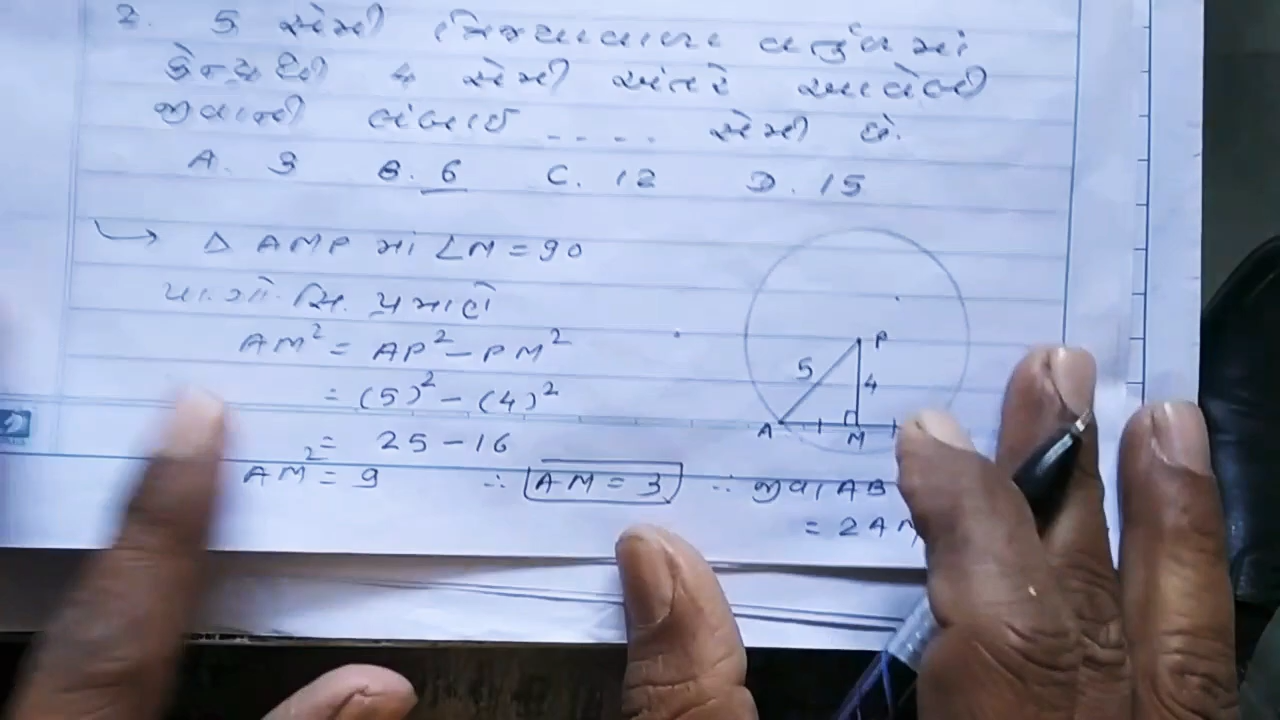 2. 5 સેમી ત્રિજ્યાવાળા વર્તુળમાં
કેન્દ્રથી 4 સેમી અંતરે આવેલી
જીવાની લંબાઈ .... સેમી છે.
A. 3 B. 6 C. 12 D. 15
→ Δ AMP માં ∠M = 90
પા.ગો.સિ. પ્રમાણે
AM² = AP² - PM²
= (5)² - (4)²
= 25 - 16
AM² = 9 ∴ AM = 3 ∴ જીવા AB
= 2A
P
5
4
A M